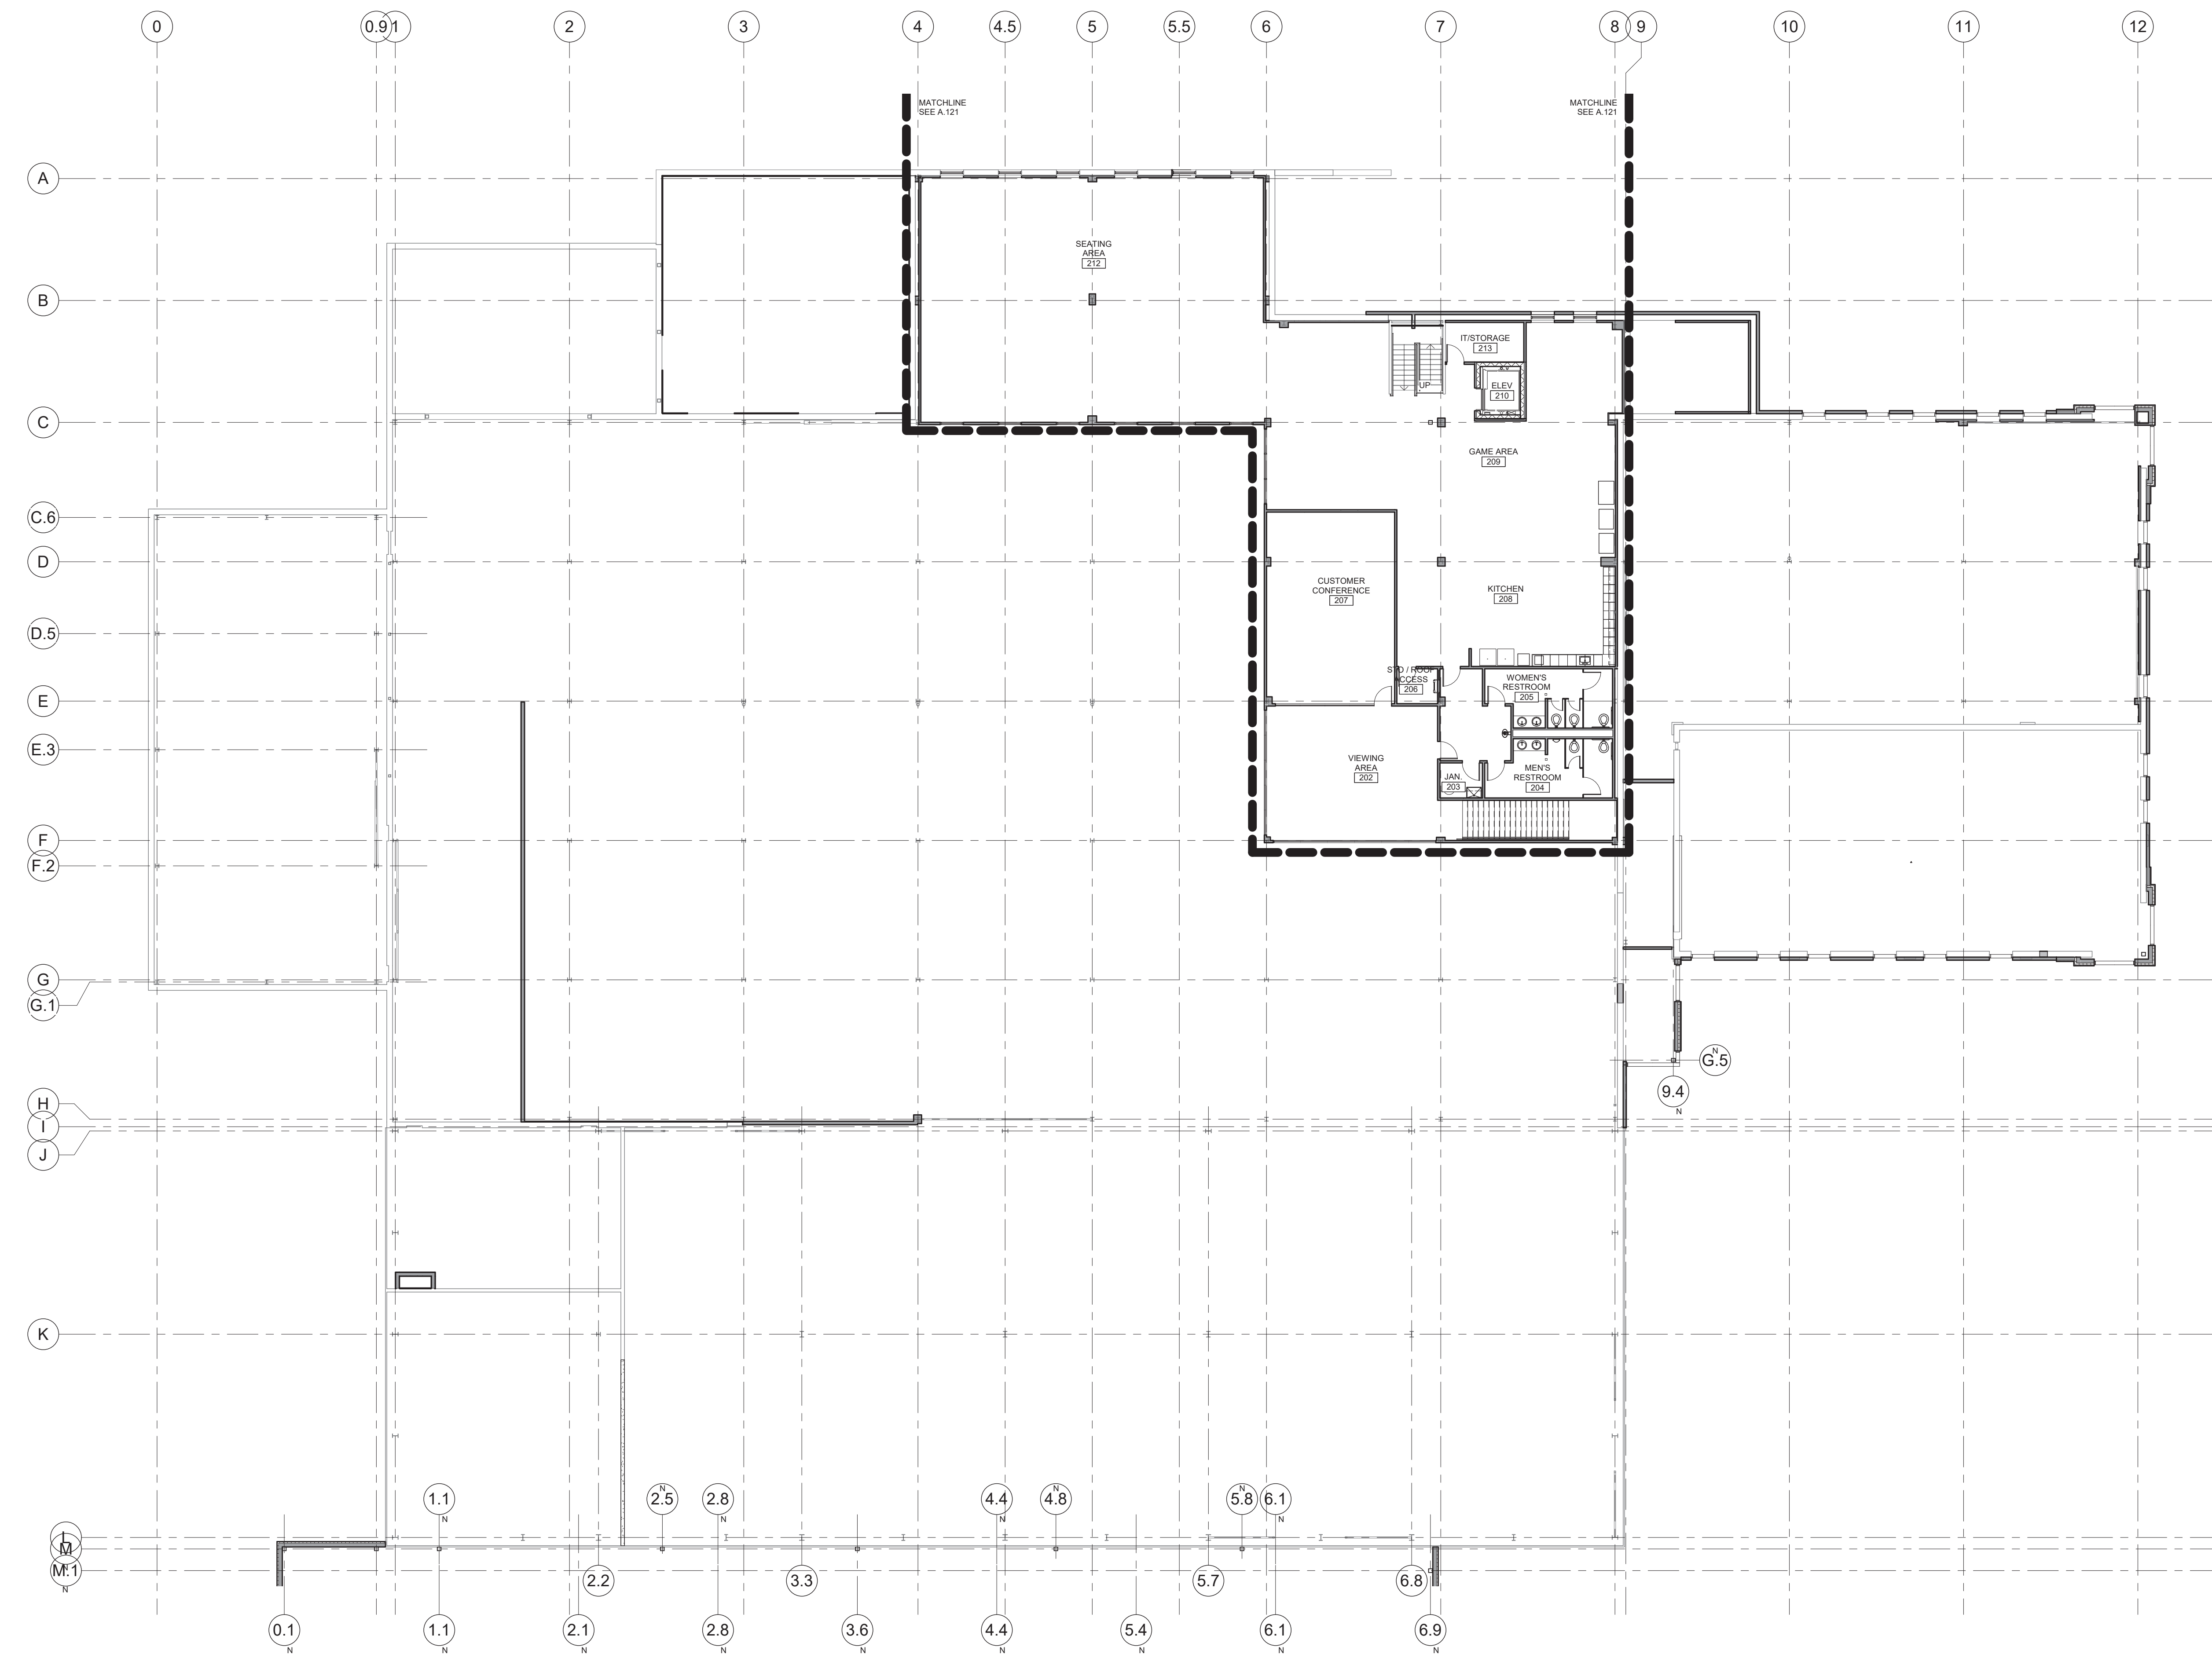 0
0.9
1
2
3
4
4.5
5
5.5
6
7
8
9
10
11
12
MATCHLINE
SEE A.121
MATCHLINE
SEE A.121
A
B
C
C.6
D
D.5
E
E.3
F
F.2
G
G.1
H
I
J
K
L
M
M.1
N
SEATING
AREA
212
IT/STORAGE
213
UP
ELEV
210
GAME AREA
209
CUSTOMER
CONFERENCE
207
KITCHEN
208
STO / ROOF
ACCESS
206
WOMEN'S
RESTROOM
205
VIEWING
AREA
202
JAN.
203
MEN'S
RESTROOM
204
N
G.5
9.4
N
1.1
N
N
2.5
2.8
N
4.4
N
N
4.8
N
5.8
6.1
N
2.2
3.3
5.7
6.8
0.1
N
1.1
N
2.1
N
2.8
N
3.6
N
4.4
N
5.4
N
6.1
N
6.9
N